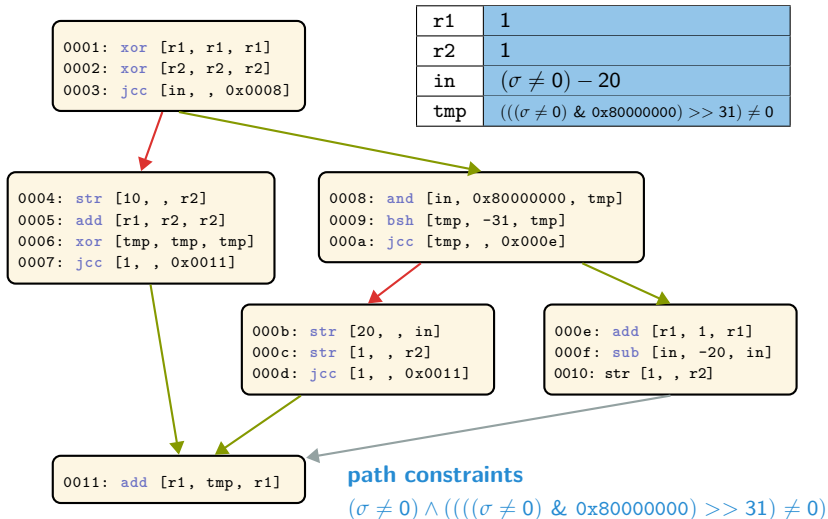 0001: xor [r1, r1, r1]
0002: xor [r2, r2, r2]
0003: jcc [in, , 0x0008]
r1 1
r2 1
in (σ ≠ 0) − 20
tmp (((σ ≠ 0) & 0x80000000) >> 31) ≠ 0
0004: str [10, , r2]
0005: add [r1, r2, r2]
0006: xor [tmp, tmp, tmp]
0007: jcc [1, , 0x0011]
0008: and [in, 0x80000000, tmp]
0009: bsh [tmp, -31, tmp]
000a: jcc [tmp, , 0x000e]
000b: str [20, , in]
000c: str [1, , r2]
000d: jcc [1, , 0x0011]
000e: add [r1, 1, r1]
000f: sub [in, -20, in]
0010: str [1, , r2]
0011: add [r1, tmp, r1]
path constraints
(σ ≠ 0) ∧ ((((σ ≠ 0) & 0x80000000) >> 31) ≠ 0)